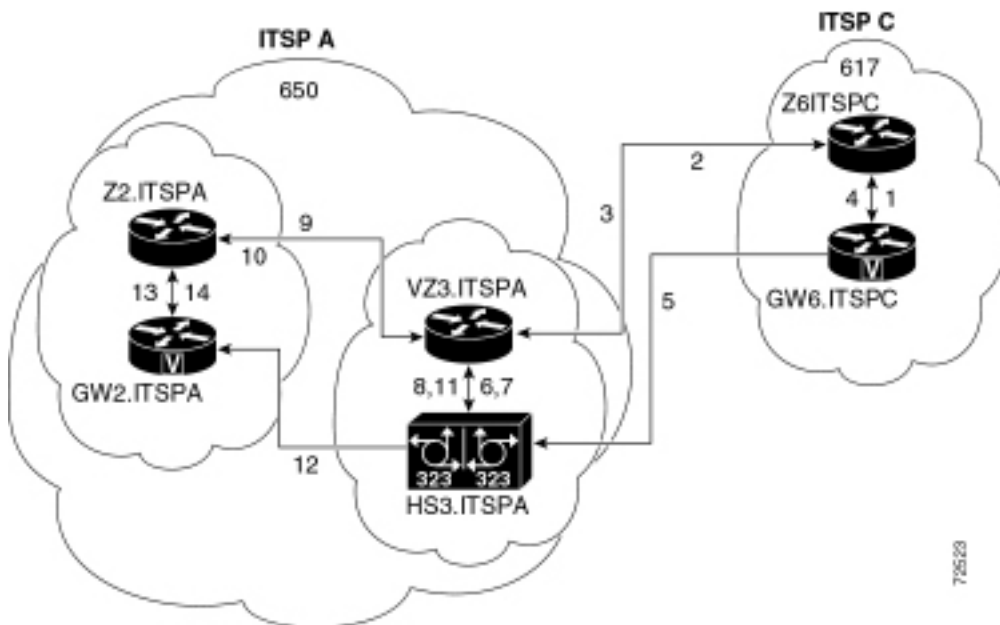 ITSP A
ITSP C
650
617
Z6ITSPC
2
4 1
Z2.ITSPA
9
3
10
VZ3.ITSPA
5
V
GW6.ITSPC
13 14
8,11 6,7
V
GW2.ITSPA
12
323 323
HS3.ITSPA
72523